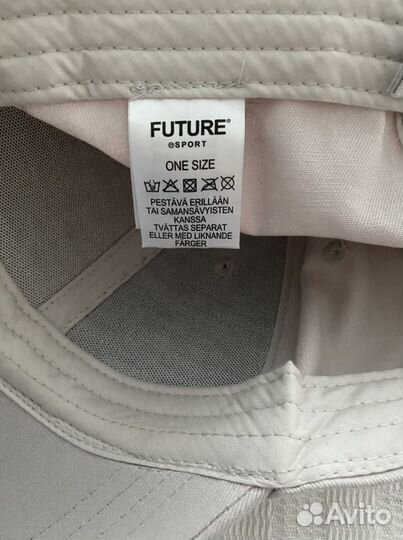 FUTURE®
SPORT
ONE SIZE
PESTÄVÄ ERILLÄÄN
TAI SAMANSÄVYISTEN
KANSSA
TVÄTTAS SEPARAT
ELLER MED LIKNANDE
FÄRGER
Avito